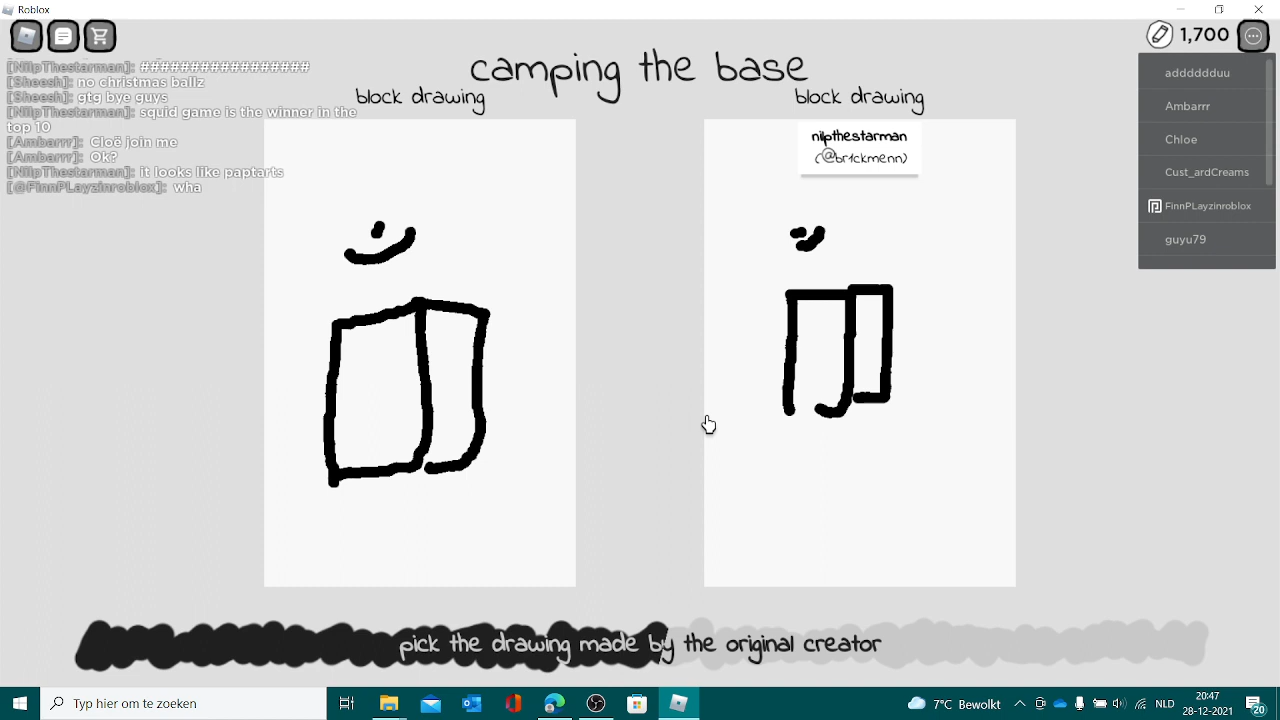 Roblox
1,700
[NilpThestarman]: #################
[Sheesh]: no christmas ballz
[Sheesh]: gtg bye guys
[NilpThestarman]: squid game is the winner in the
top 10
[Ambarrr]: Cloë join me
[Ambarrr]: Ok?
[NilpThestarman]: it looks like paptarts
[@FinnPLayzinroblox]: wha
camping the base
block drawing
block drawing
nilpthestarman
(@br1ckmenn)
adddddduu
Ambarrr
Chloe
Cust_ardCreams
FinnPLayzinroblox
guyu79
pick the drawing made by the original creator
Typ hier om te zoeken
7°C Bewolkt
NLD
20:47
28-12-2021
20